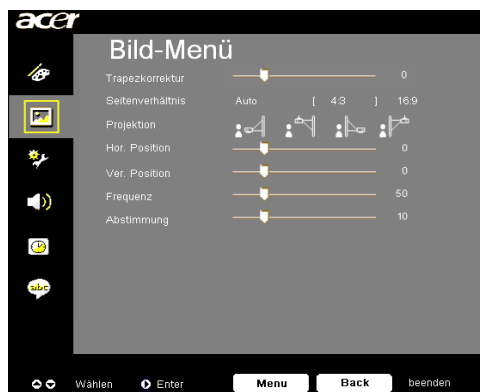 acer
Bild-Menü
Trapezkorrektur 0
Seitenverhältnis Auto [ 4:3 ] 16:9
Projektion
Hor. Position 0
Ver. Position 0
Frequenz 50
Abstimmung 10
abc
Wählen Enter Menu Back beenden